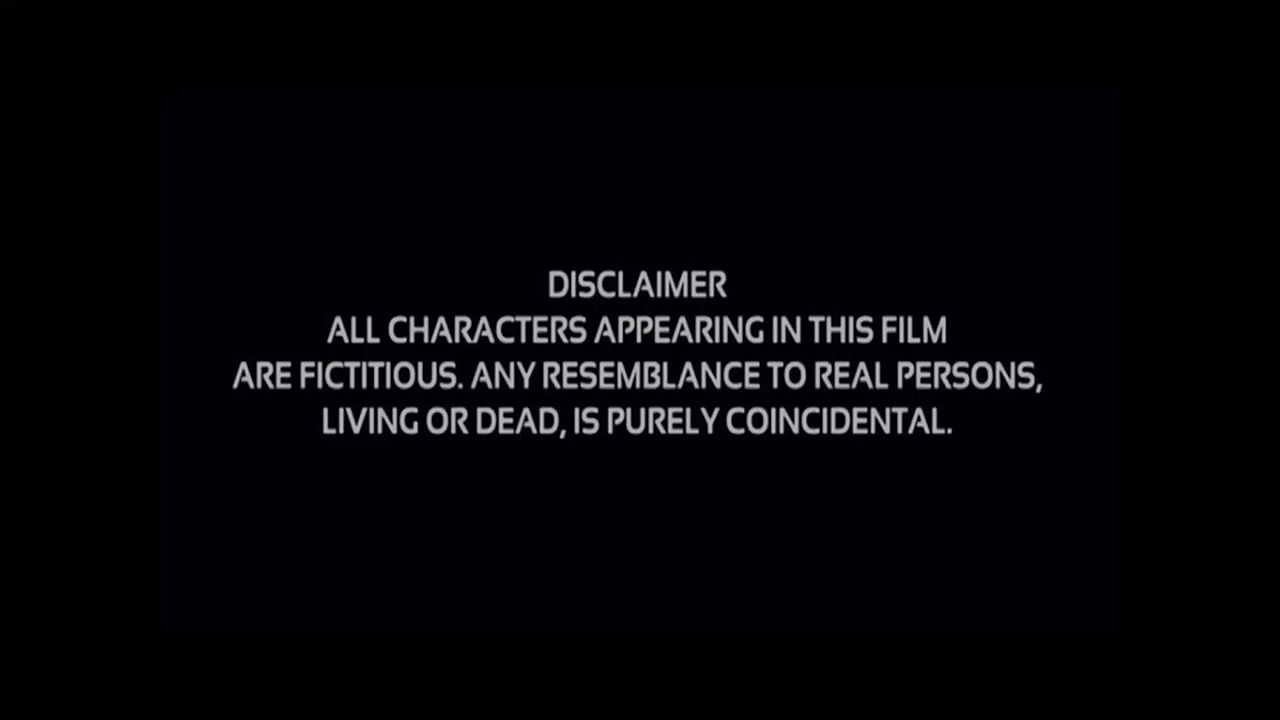 DISCLAIMER
ALL CHARACTERS APPEARING IN THIS FILM
ARE FICTITIOUS. ANY RESEMBLANCE TO REAL PERSONS,
LIVING OR DEAD, IS PURELY COINCIDENTAL.